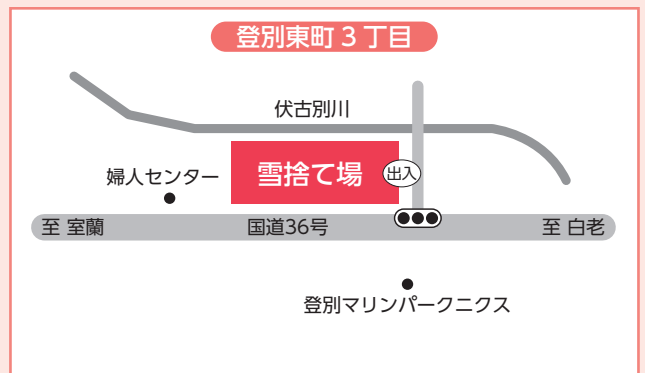 登別東町3丁目
伏古別川
婦人センター
雪捨て場
出入
至 室蘭
国道36号
至 白老
登別マリンパークニクス